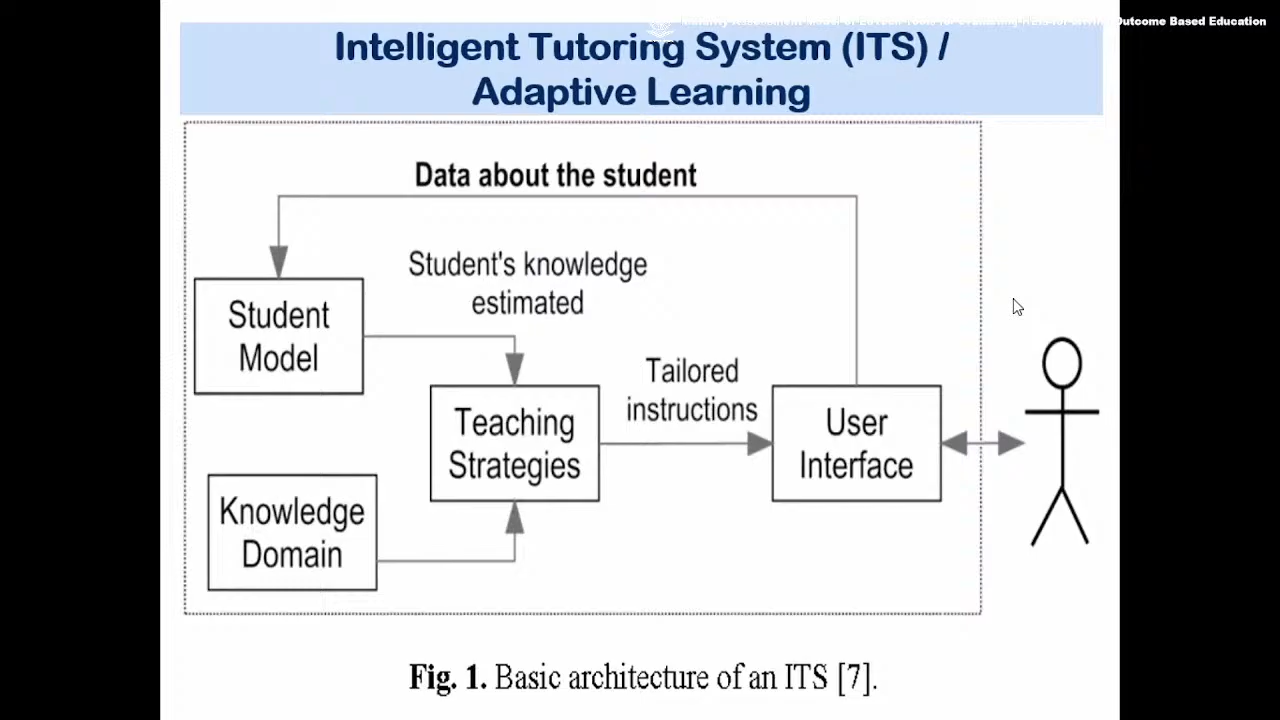 Outcome Based Education
Intelligent Tutoring System (ITS) /
Adaptive Learning
Data about the student
Student's knowledge
estimated
Student
Model
Tailored
instructions
Teaching
Strategies
User
Interface
Knowledge
Domain
Fig. 1. Basic architecture of an ITS [7].